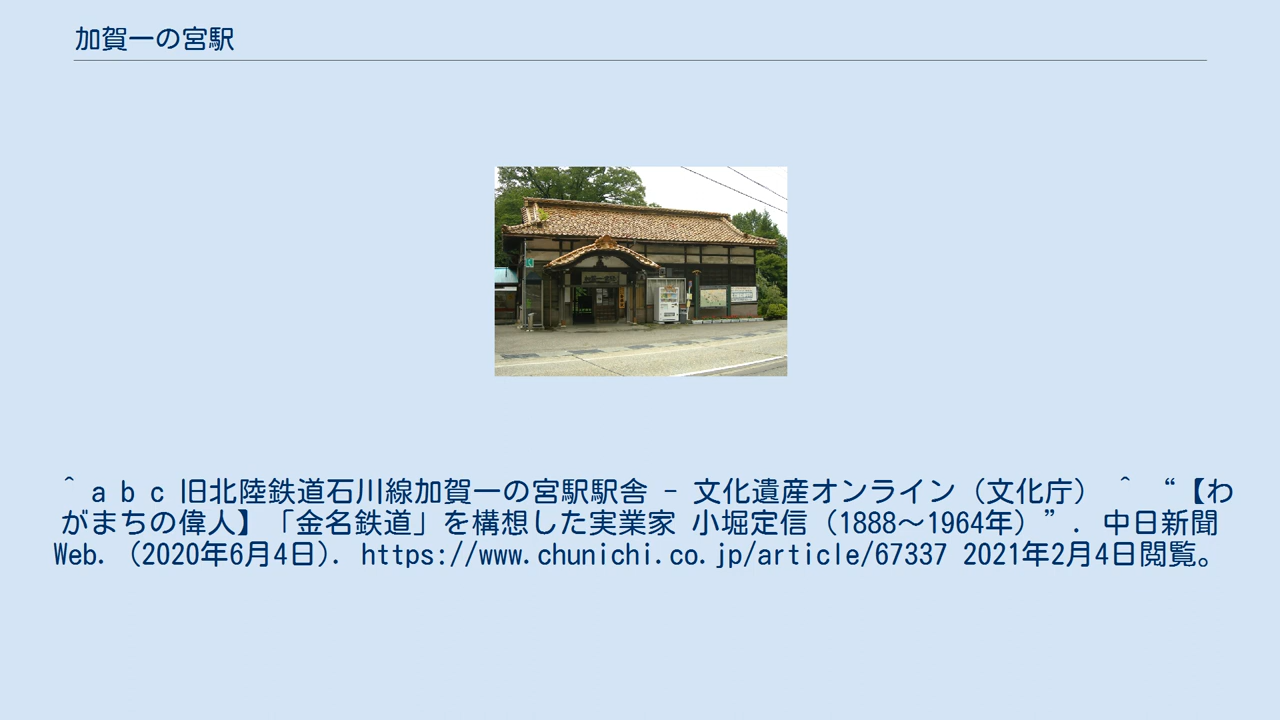 加賀一の宮駅
^ a b c 旧北陸鉄道石川線加賀一の宮駅駅舎 - 文化遺産オンライン（文化庁） ^ “【わ
がまちの偉人】「金名鉄道」を構想した実業家 小堀定信（1888〜1964年）”. 中日新聞
Web. (2020年6月4日). https://www.chunichi.co.jp/article/67337 2021年2月4日閲覧。